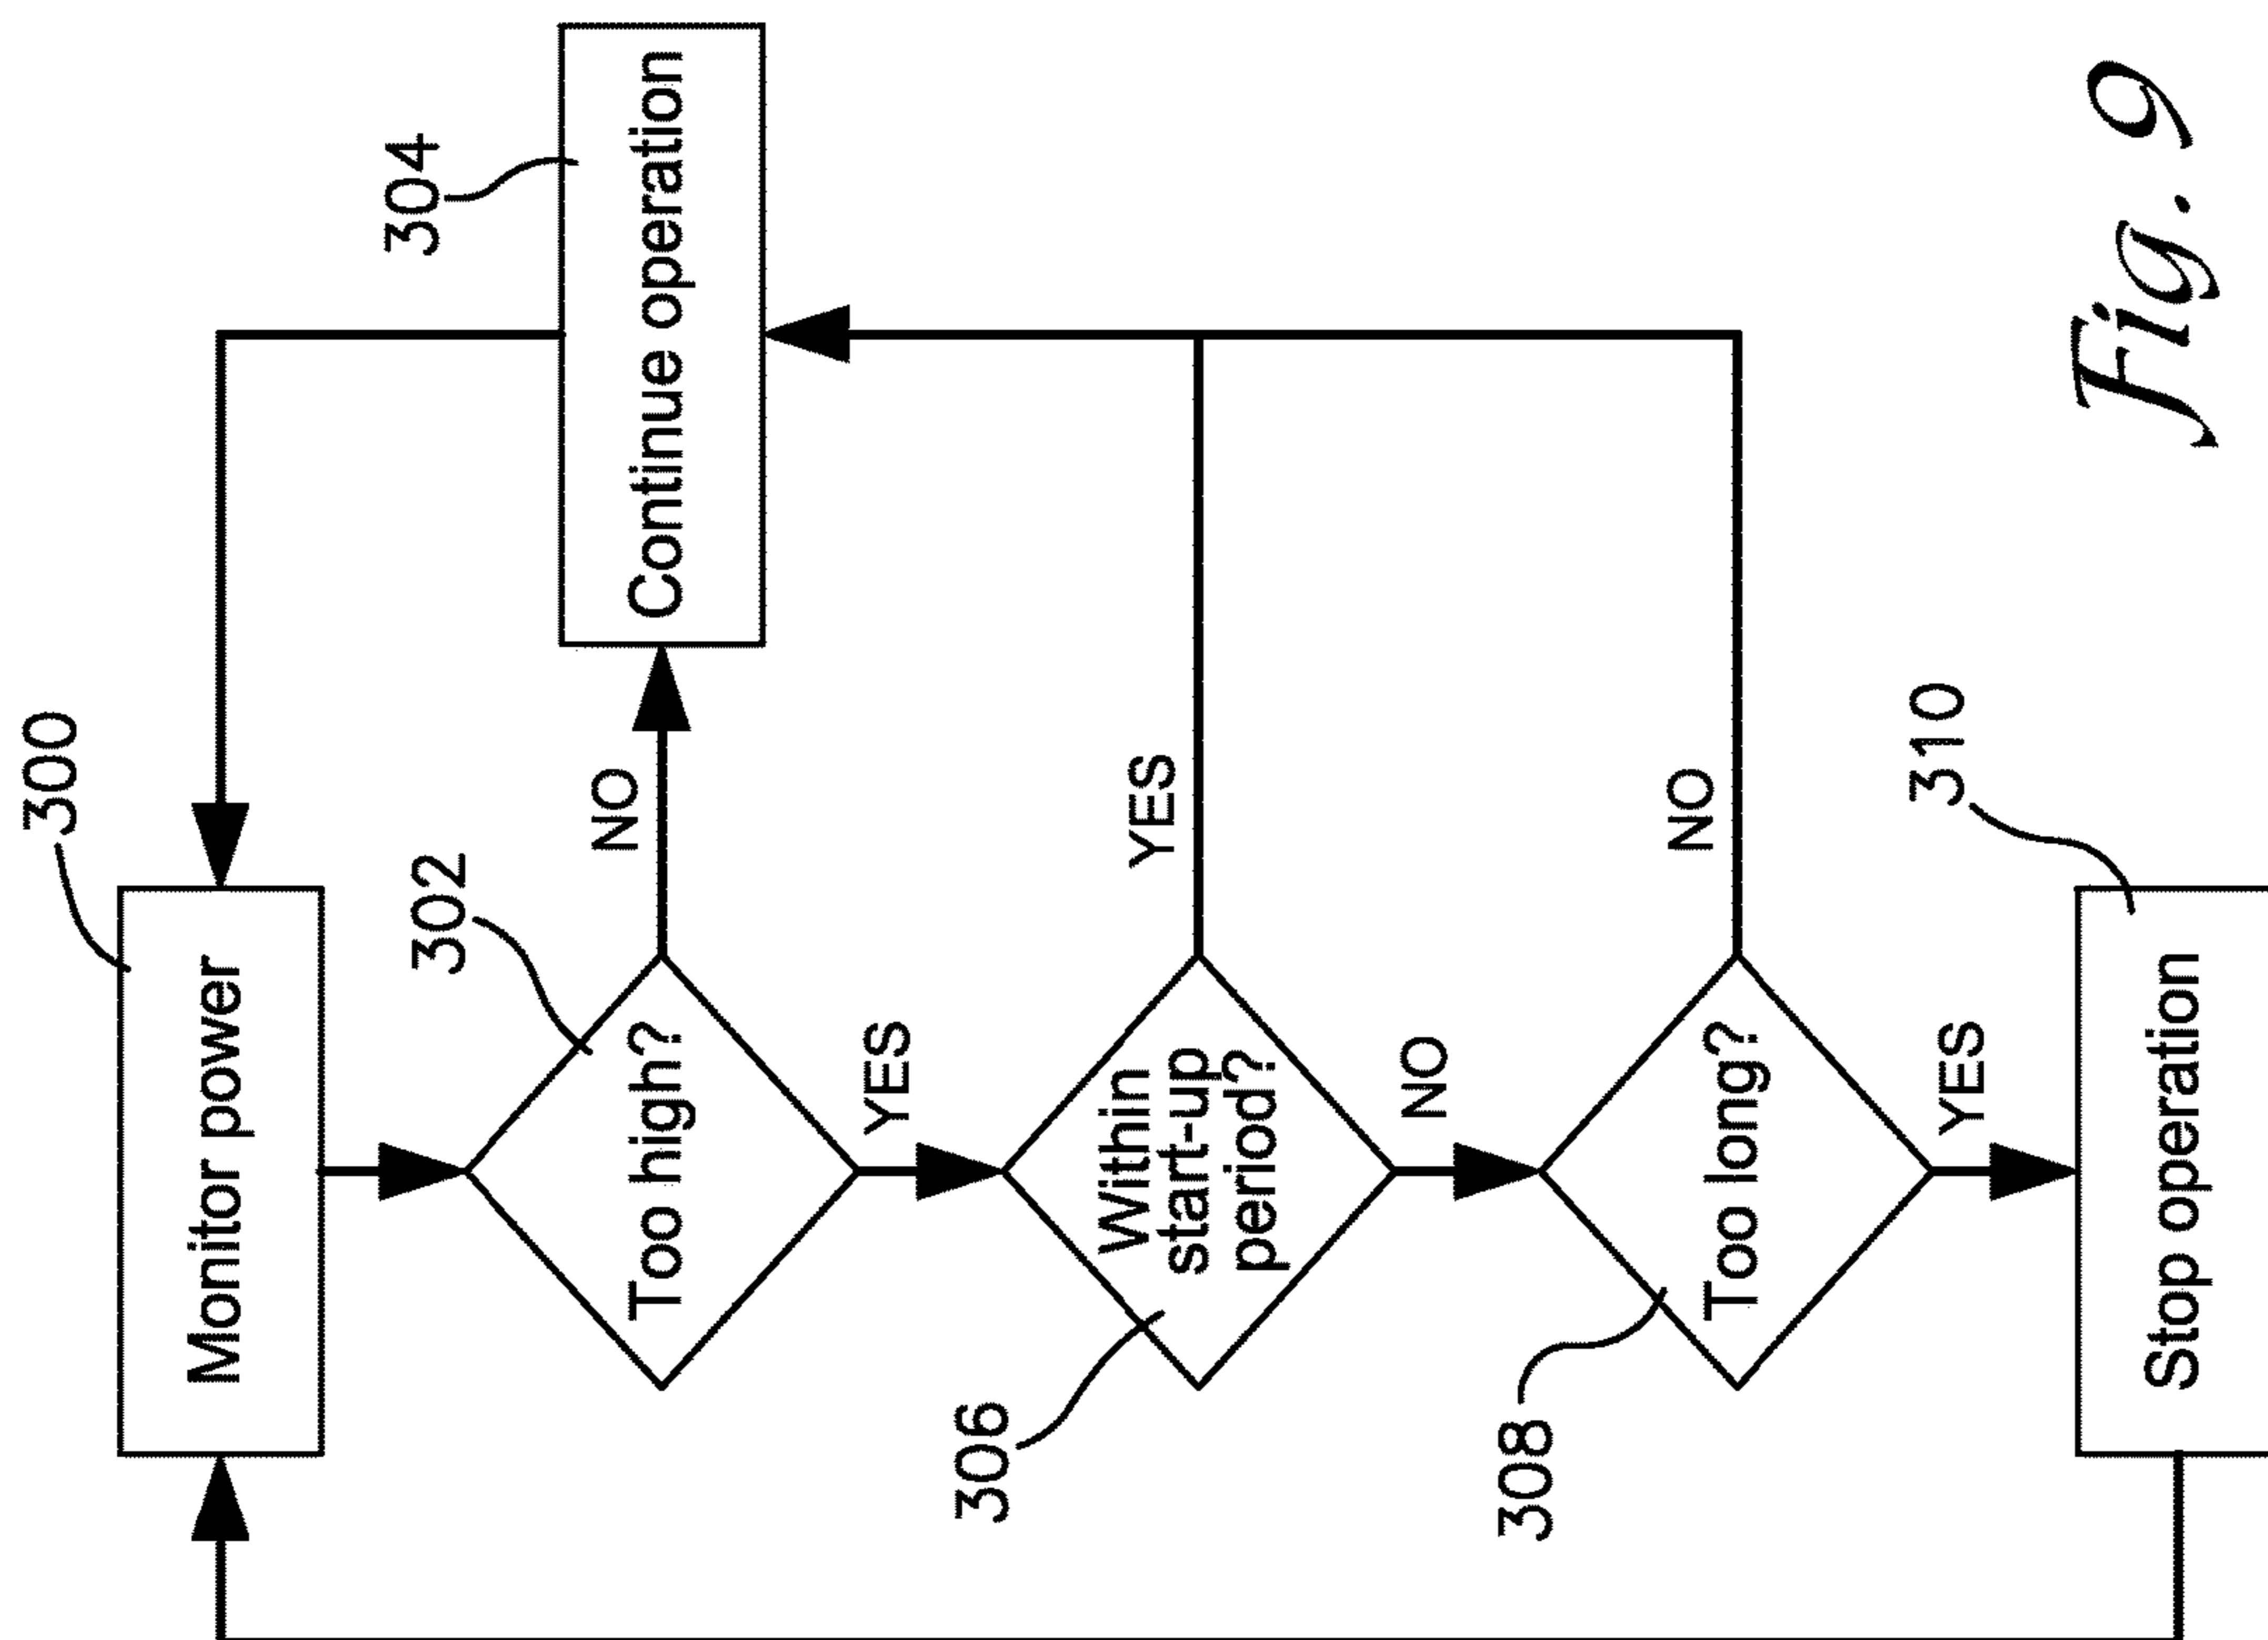 300
Monitor power
304
Continue operation
302
Too high?
NO
YES
306
Within
start-up
period?
YES
NO
308
Too long?
NO
YES
310
Stop operation
Fig. 9